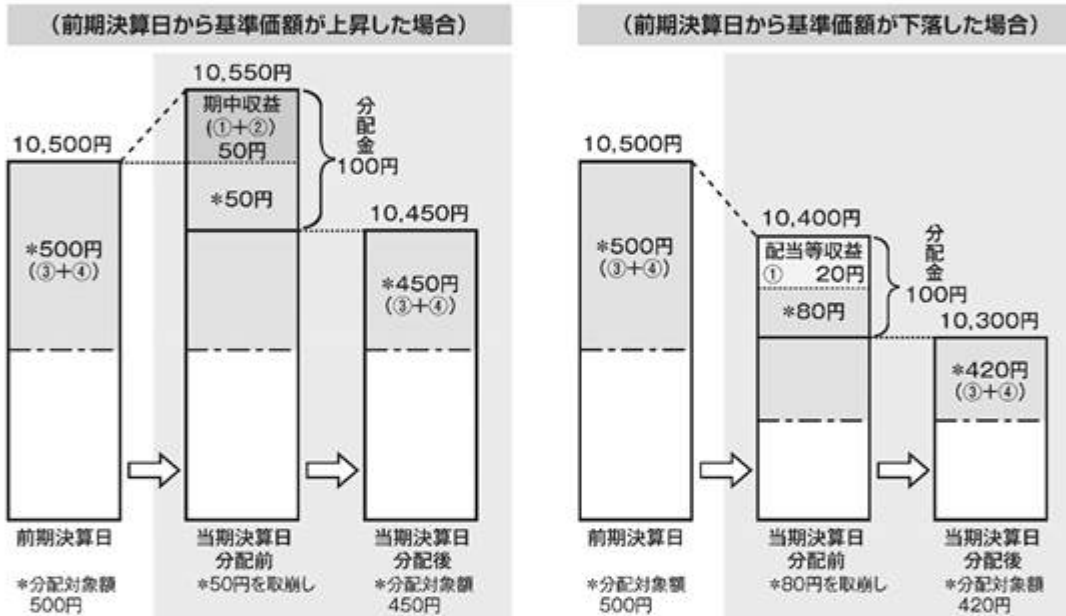 (前期決算日から基準価額が上昇した場合)
10,550円
期中収益
(①+②)
50円
*50円
分配金
100円
10,500円
*500円
(③+④)
10,450円
*450円
(③+④)
前期決算日
当期決算日
分配前
当期決算日
分配後
*分配対象額
500円
*50円を取崩し
*分配対象額
450円
(前期決算日から基準価額が下落した場合)
10,500円
*500円
(③+④)
10,400円
配当等収益
① 20円
*80円
分配金
100円
10,300円
*420円
(③+④)
前期決算日
当期決算日
分配前
当期決算日
分配後
*分配対象額
500円
*80円を取崩し
*分配対象額
420円